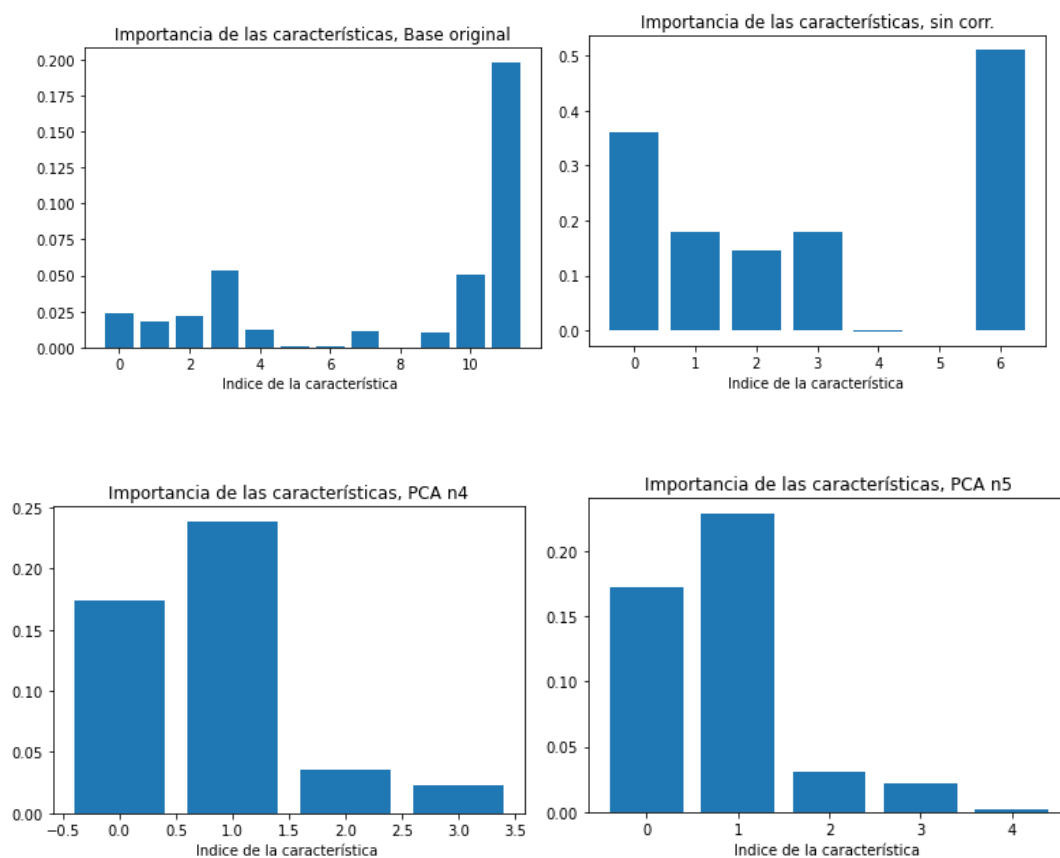 Importancia de las características, Base original
0.200
0.175
0.150
0.125
0.100
0.075
0.050
0.025
0.000
0 2 4 6 8 10
Indice de la característica
Importancia de las características, sin corr.
0.5
0.4
0.3
0.2
0.1
0.0
0 1 2 3 4 5 6
Indice de la característica
Importancia de las características, PCA n4
0.25
0.20
0.15
0.10
0.05
0.00
−0.5 0.0 0.5 1.0 1.5 2.0 2.5 3.0 3.5
Indice de la característica
Importancia de las características, PCA n5
0.20
0.15
0.10
0.05
0.00
0 1 2 3 4
Indice de la característica